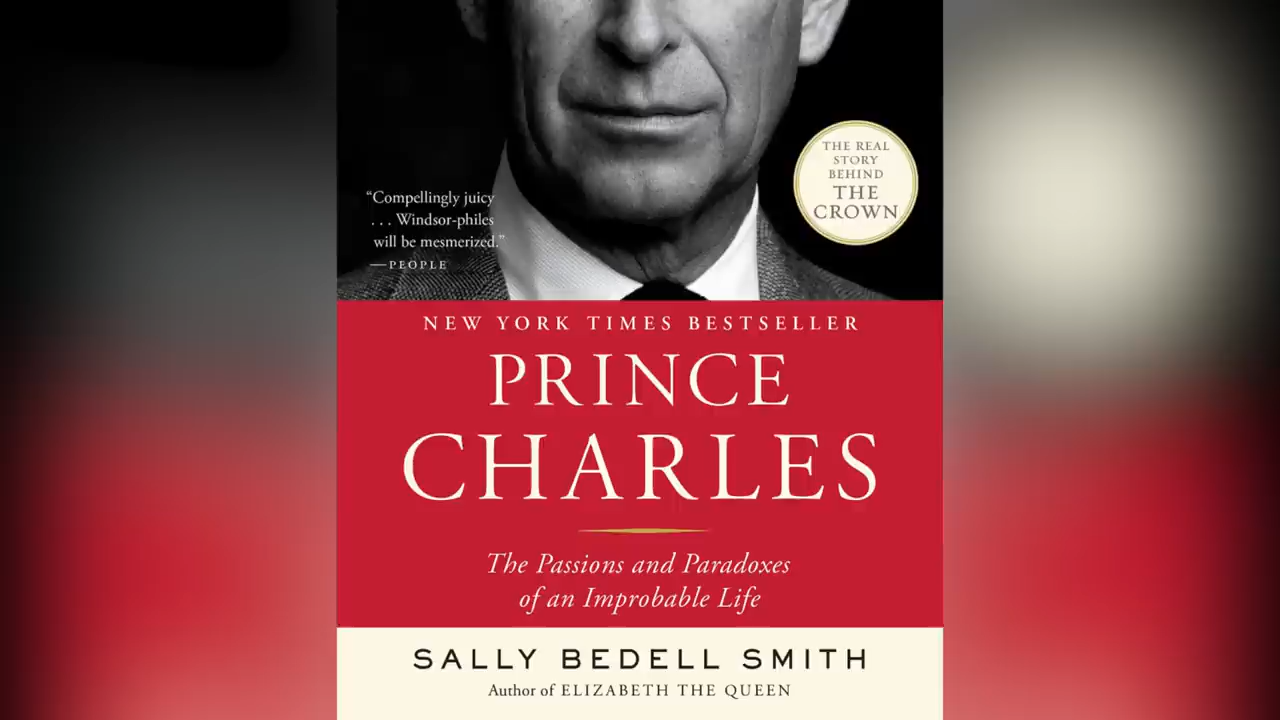 “Compellingly juicy
. . . Windsor-philes
will be mesmerized.”
—PEOPLE
THE REAL
STORY
BEHIND
THE
CROWN
NEW YORK TIMES BESTSELLER
PRINCE
CHARLES
The Passions and Paradoxes
of an Improbable Life
SALLY BEDELL SMITH
Author of ELIZABETH THE QUEEN